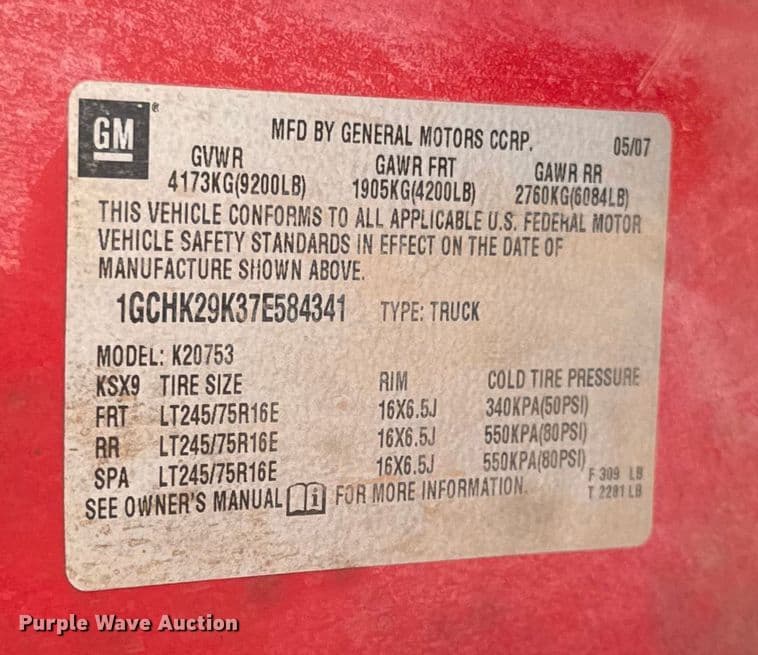 GM ®
MFD BY GENERAL MOTORS CORP. 05/07
GVWR GAWR FRT GAWR RR
4173KG(9200LB) 1905KG(4200LB) 2760KG(6084LB)
THIS VEHICLE CONFORMS TO ALL APPLICABLE U.S. FEDERAL MOTOR
VEHICLE SAFETY STANDARDS IN EFFECT ON THE DATE OF
MANUFACTURE SHOWN ABOVE.
1GCHK29K37E584341 TYPE: TRUCK
MODEL: K20753
KSX9 TIRE SIZE RIM COLD TIRE PRESSURE
FRT LT245/75R16E 16X6.5J 340KPA(50PSI)
RR LT245/75R16E 16X6.5J 550KPA(80PSI)
SPA LT245/75R16E 16X6.5J 550KPA(80PSI)
F 309 LB
SEE OWNER'S MANUAL i FOR MORE INFORMATION.
T 2281 LB
Purple Wave Auction